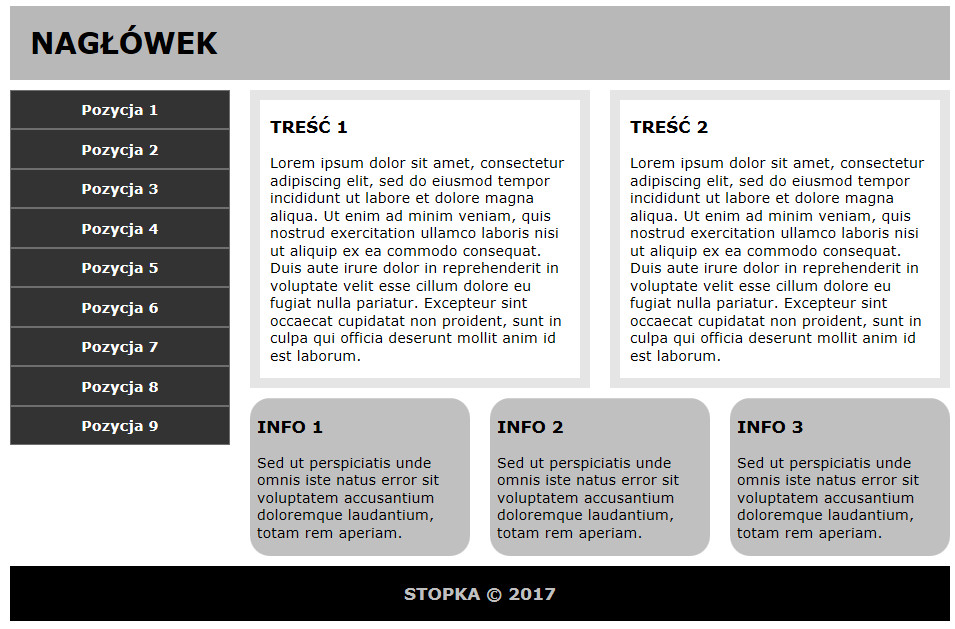 NAGŁÓWEK
Pozycja 1
Pozycja 2
Pozycja 3
Pozycja 4
Pozycja 5
Pozycja 6
Pozycja 7
Pozycja 8
Pozycja 9
TREŚĆ 1
Lorem ipsum dolor sit amet, consectetur
adipiscing elit, sed do eiusmod tempor
incididunt ut labore et dolore magna
aliqua. Ut enim ad minim veniam, quis
nostrud exercitation ullamco laboris nisi
ut aliquip ex ea commodo consequat.
Duis aute irure dolor in reprehenderit in
voluptate velit esse cillum dolore eu
fugiat nulla pariatur. Excepteur sint
occaecat cupidatat non proident, sunt in
culpa qui officia deserunt mollit anim id
est laborum.
TREŚĆ 2
Lorem ipsum dolor sit amet, consectetur
adipiscing elit, sed do eiusmod tempor
incididunt ut labore et dolore magna
aliqua. Ut enim ad minim veniam, quis
nostrud exercitation ullamco laboris nisi
ut aliquip ex ea commodo consequat.
Duis aute irure dolor in reprehenderit in
voluptate velit esse cillum dolore eu
fugiat nulla pariatur. Excepteur sint
occaecat cupidatat non proident, sunt in
culpa qui officia deserunt mollit anim id
est laborum.
INFO 1
Sed ut perspiciatis unde
omnis iste natus error sit
voluptatem accusantium
doloremque laudantium,
totam rem aperiam.
INFO 2
Sed ut perspiciatis unde
omnis iste natus error sit
voluptatem accusantium
doloremque laudantium,
totam rem aperiam.
INFO 3
Sed ut perspiciatis unde
omnis iste natus error sit
voluptatem accusantium
doloremque laudantium,
totam rem aperiam.
STOPKA © 2017